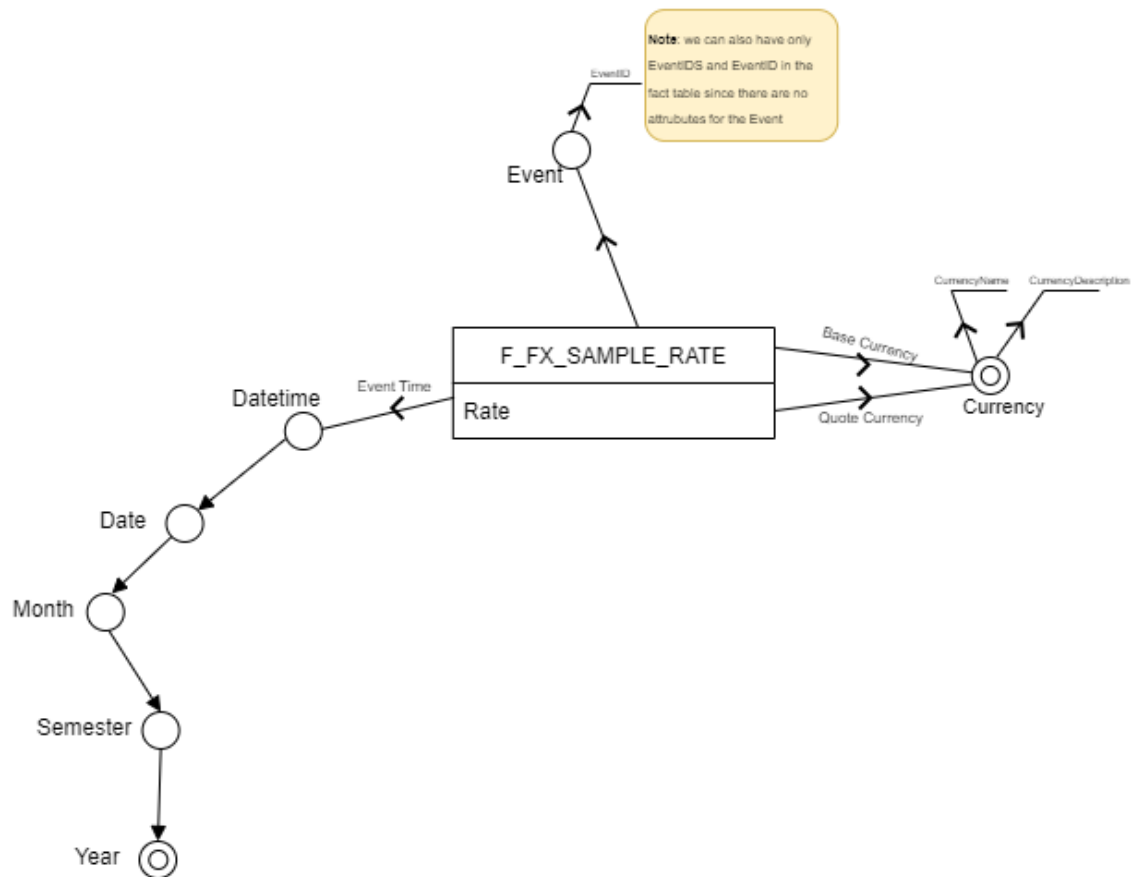 Note: we can also have only
EventIDS and EventID in the
fact table since there are no
attrubutes for the Event
EventID
Event
CurrencyName
CurrencyDescription
F_FX_SAMPLE_RATE
Base Currency
Event Time
Datetime
Rate
Quote Currency
Currency
Date
Month
Semester
Year